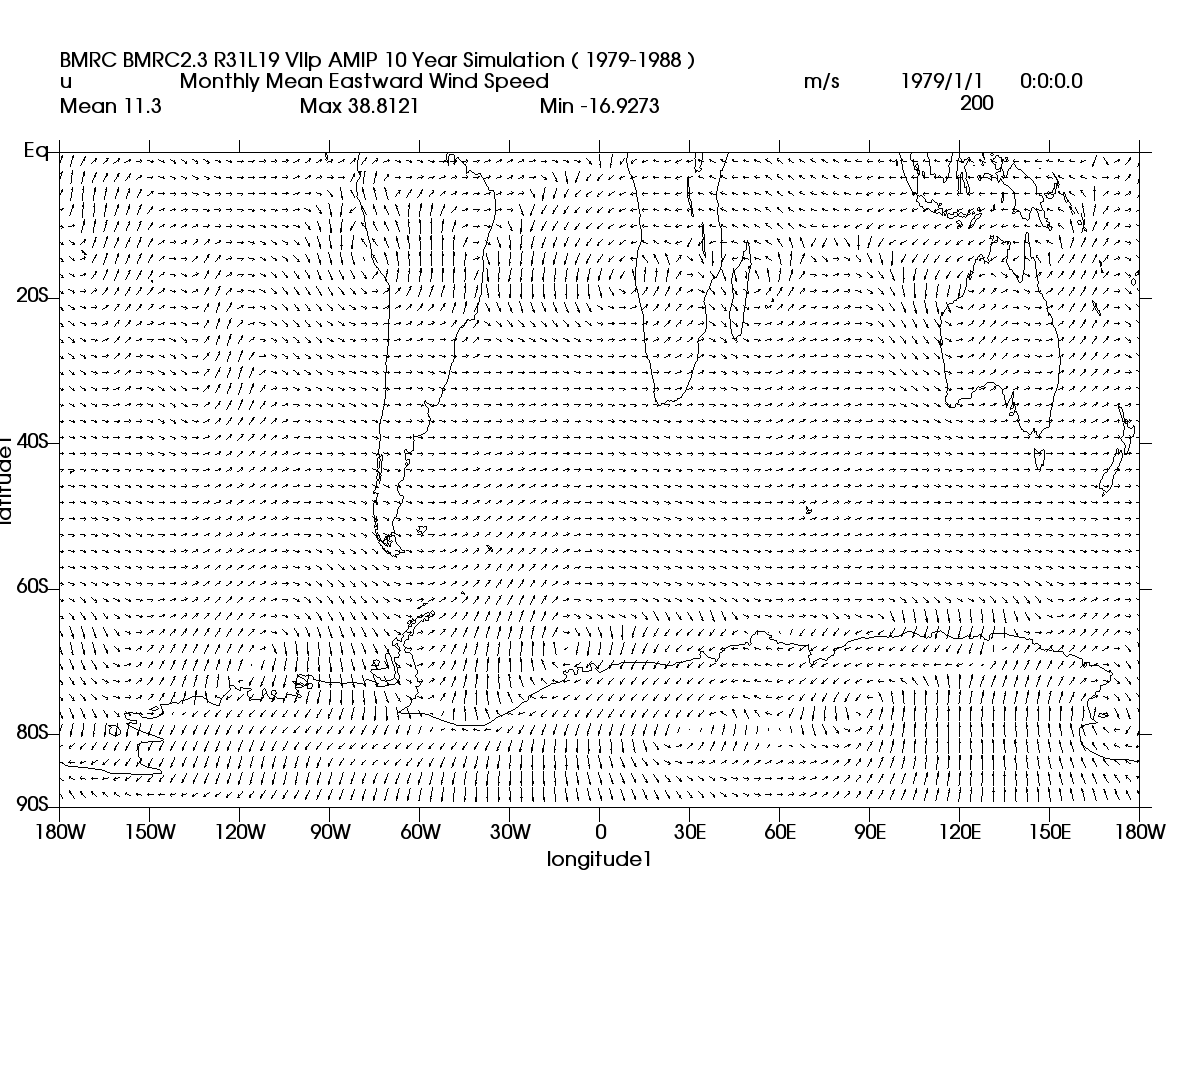 BMRC BMRC2.3 R31L19 VIIp AMIP 10 Year Simulation ( 1979-1988 )
u Monthly Mean Eastward Wind Speed m/s 1979/1/1 0:0:0.0
Mean 11.3 Max 38.8121 Min -16.9273 200
Eq
20S
40S
latitude1
60S
80S
90S
180W 150W 120W 90W 60W 30W 0 30E 60E 90E 120E 150E 180W
longitude1